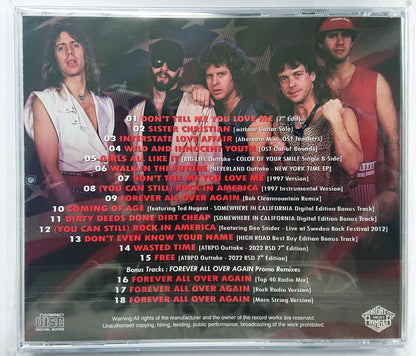 01 DON'T TELL ME YOU LOVE ME [7" Edit]
02 SISTER CHRISTIAN [without Guitar Solo]
03 INTERSTATE LOVE AFFAIR [Alternate Mix - OST Teachers]
04 WILD AND INNOCENT YOUTH [OST Out of Bounds]
05 GIRLS ALL LIKE IT [BIG LIFE Outtake - COLOR OF YOUR SMILE Single B-Side]
06 WALK IN THE FUTURE [NEVERLAND Outtake - NEW YORK TIME EP]
07 DON'T TELL ME YOU LOVE ME [1997 Version]
08 (YOU CAN STILL) ROCK IN AMERICA [1997 Instrumental Version]
09 FOREVER ALL OVER AGAIN [Bob Clearmountain Remix]
10 COMING OF AGE [featuring Ted Nugent - SOMEWHERE IN CALIFORNIA Digital Edition Bonus Track]
11 DIRTY DEEDS DONE DIRT CHEAP [SOMEWHERE IN CALIFORNIA Digital Edition Bonus Track]
12 (YOU CAN STILL) ROCK IN AMERICA [featuring Dee Snider - Live at Sweden Rock Festival 2012]
13 DON'T EVEN KNOW YOUR NAME [HIGH ROAD Best Buy Edition Bonus Track]
14 WASTED TIME [ATBPO Outtake - 2022 RSD 7" Edition]
15 FREE [ATBPO Outtake - 2022 RSD 7" Edition]
Bonus Tracks : FOREVER ALL OVER AGAIN Promo Remixes
16 FOREVER ALL OVER AGAIN [Top 40 Radio Mix]
17 FOREVER ALL OVER AGAIN [Rock Radio Version]
18 FOREVER ALL OVER AGAIN [More String Version]
COMPACT
disc
DIGITAL AUDIO
Warning All rights of the manufacturer and the owner of the record works are reserved.
Unauthorised copying, hiring, lending, public performance, broadcasting of the work prohibited.
NIGHT
RANGER